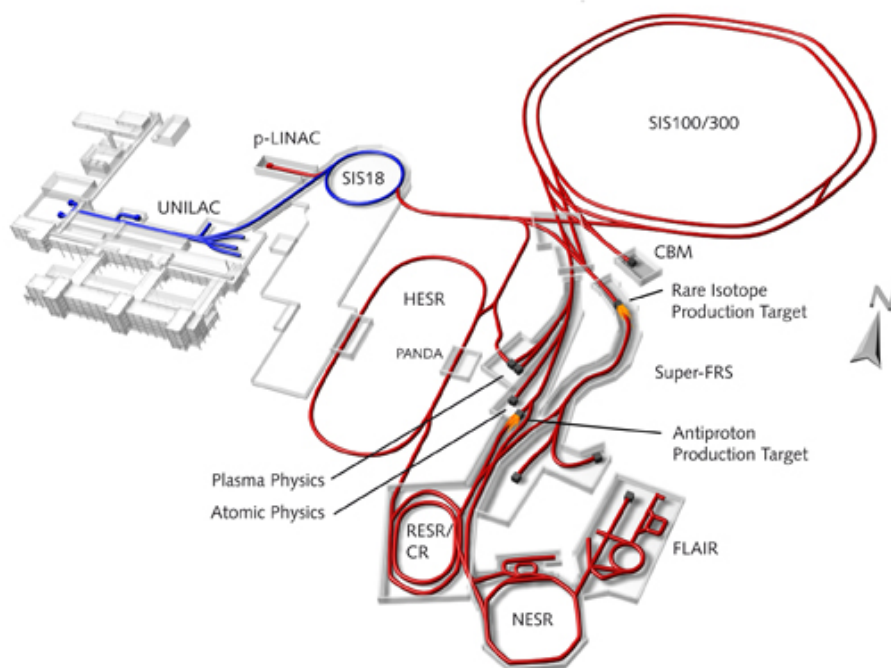 SIS100/300
p-LINAC
SIS18
UNILAC
CBM
HESR
Rare Isotope
Production Target
N
PANDA
Super-FRS
Antiproton
Production Target
Plasma Physics
Atomic Physics
RESR/
CR
FLAIR
NESR